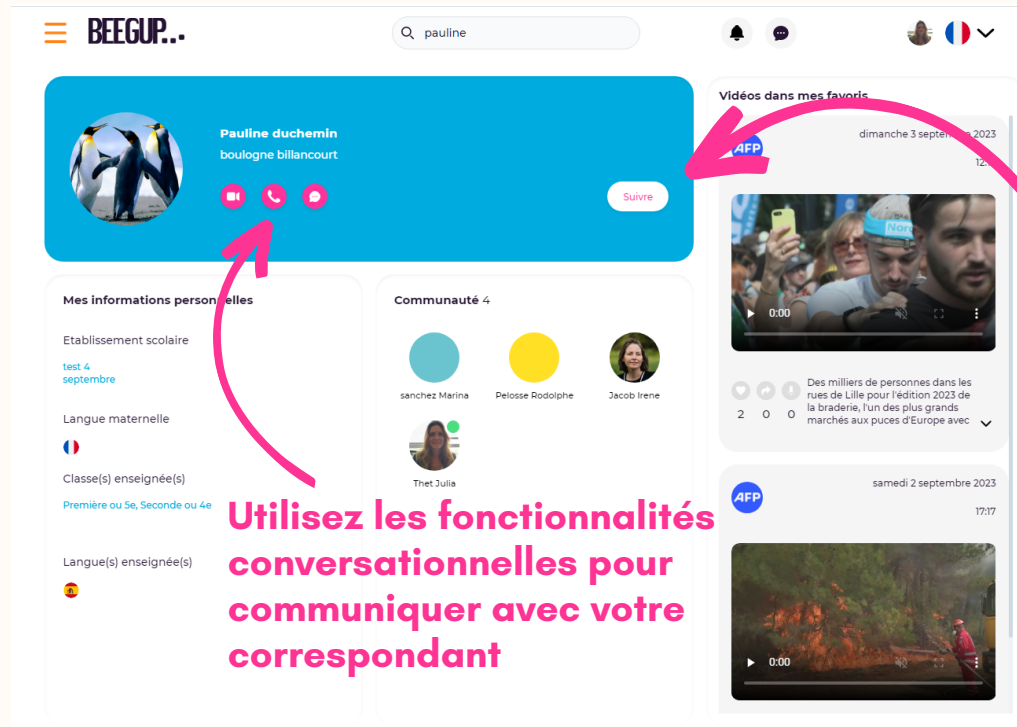 BEEGUP...
pauline
Pauline duchemin
boulogne billancourt
Suivre
Mes informations personnelles
Etablissement scolaire
test 4
septembre
Langue maternelle
Classe(s) enseignée(s)
Première ou 5e, Seconde ou 4e
Langue(s) enseignée(s)
Communauté 4
sanchez Marina
Pelosse Rodolphe
Jacob Irene
Thet Julia
Utilisez les fonctionnalités
conversationnelles pour
communiquer avec votre
correspondant
Vidéos dans mes favoris
AFP
dimanche 3 septembre 2023
Nord
0:00
2 0 0
Des milliers de personnes dans les
rues de Lille pour l'édition 2023 de
la braderie, l'un des plus grands
marchés aux puces d'Europe avec
AFP
samedi 2 septembre 2023
17:17
0:00